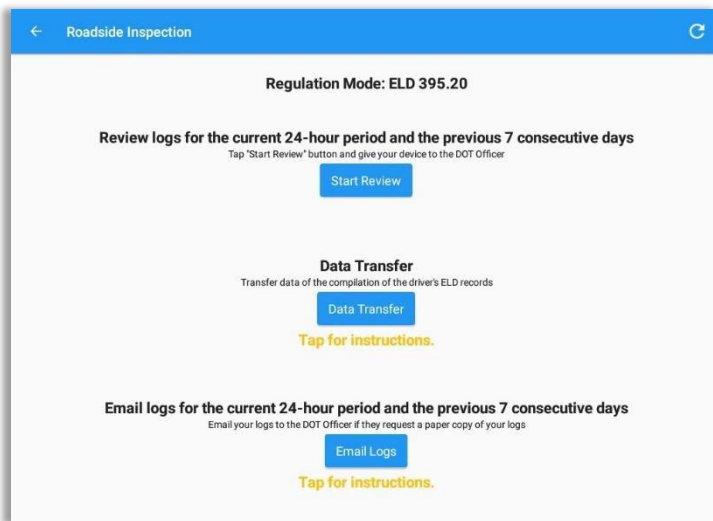 Roadside Inspection
Regulation Mode: ELD 395.20
Review logs for the current 24-hour period and the previous 7 consecutive days
Tap "Start Review" button and give your device to the DOT Officer
Start Review
Data Transfer
Transfer data of the compilation of the driver's ELD records
Data Transfer
Tap for instructions.
Email logs for the current 24-hour period and the previous 7 consecutive days
Email your logs to the DOT Officer if they request a paper copy of your logs
Email Logs
Tap for instructions.